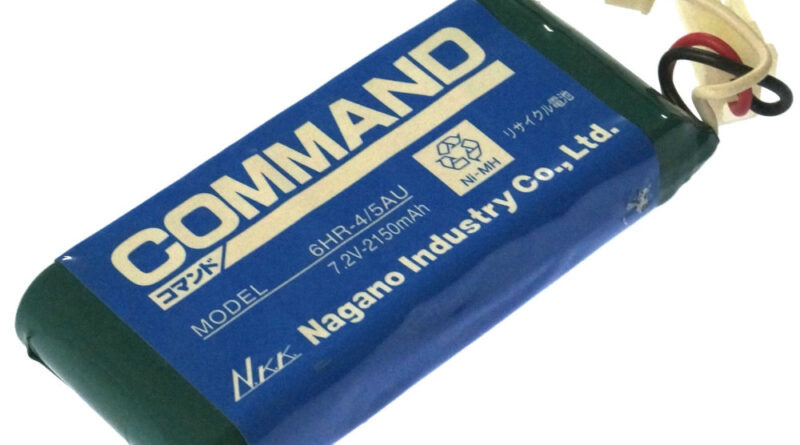 COMMAND
コマンド
MODEL 6HR-4/5AU
7.2V-2150mAh
Ni-MH
リサイクル電池
N.K.K. Nagano Industry Co., Ltd.